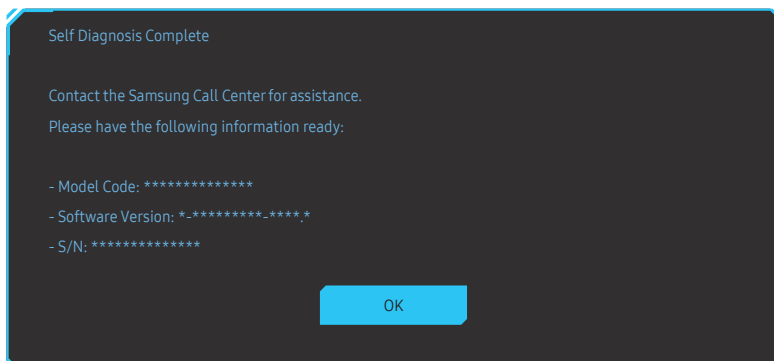 Self Diagnosis Complete
Contact the Samsung Call Center for assistance.
Please have the following information ready:
- Model Code: **************
- Software Version: *-*********-****.*
- S/N: **************
OK